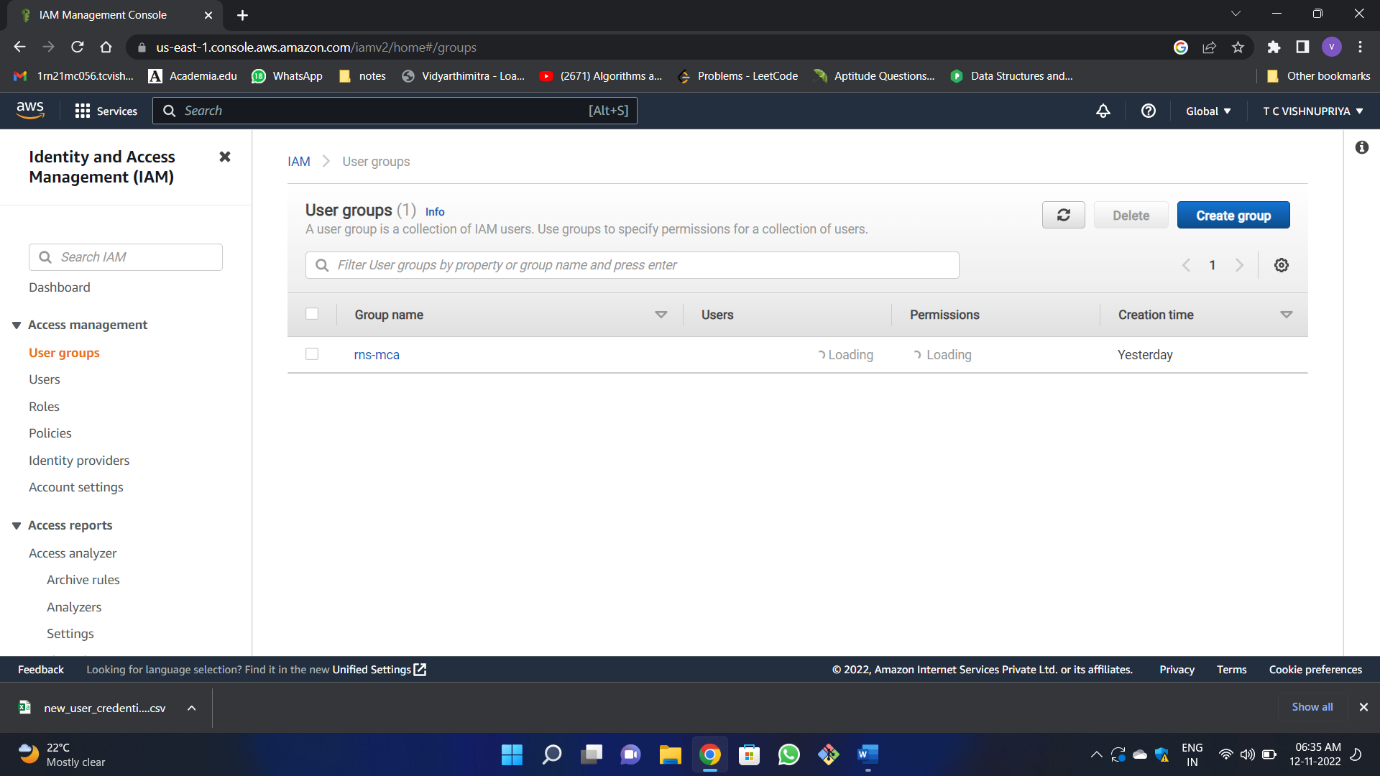 IAM Management Console
us-east-1.console.aws.amazon.com/iamv2/home#/groups
V
1rn21mc056.tcvish... Academia.edu WhatsApp notes Vidyarthimitra - Loa... (2671) Algorithms a... Problems - LeetCode Aptitude Questions... Data Structures and... Other bookmarks
aws Services Search [Alt+S] Global ▼ T C VISHNUPRIYA ▼
Identity and Access
Management (IAM)
Search IAM
Dashboard
Access management
User groups
Users
Roles
Policies
Identity providers
Account settings
Access reports
Access analyzer
Archive rules
Analyzers
Settings
IAM > User groups
User groups (1) Info
A user group is a collection of IAM users. Use groups to specify permissions for a collection of users.
Delete Create group
Filter User groups by property or group name and press enter
1
Group name Users Permissions Creation time
rns-mca Loading Loading Yesterday
Feedback Looking for language selection? Find it in the new Unified Settings © 2022, Amazon Internet Services Private Ltd. or its affiliates. Privacy Terms Cookie preferences
new_user_credenti....csv Show all
22°C
Mostly clear
ENG
IN
06:35 AM
12-11-2022